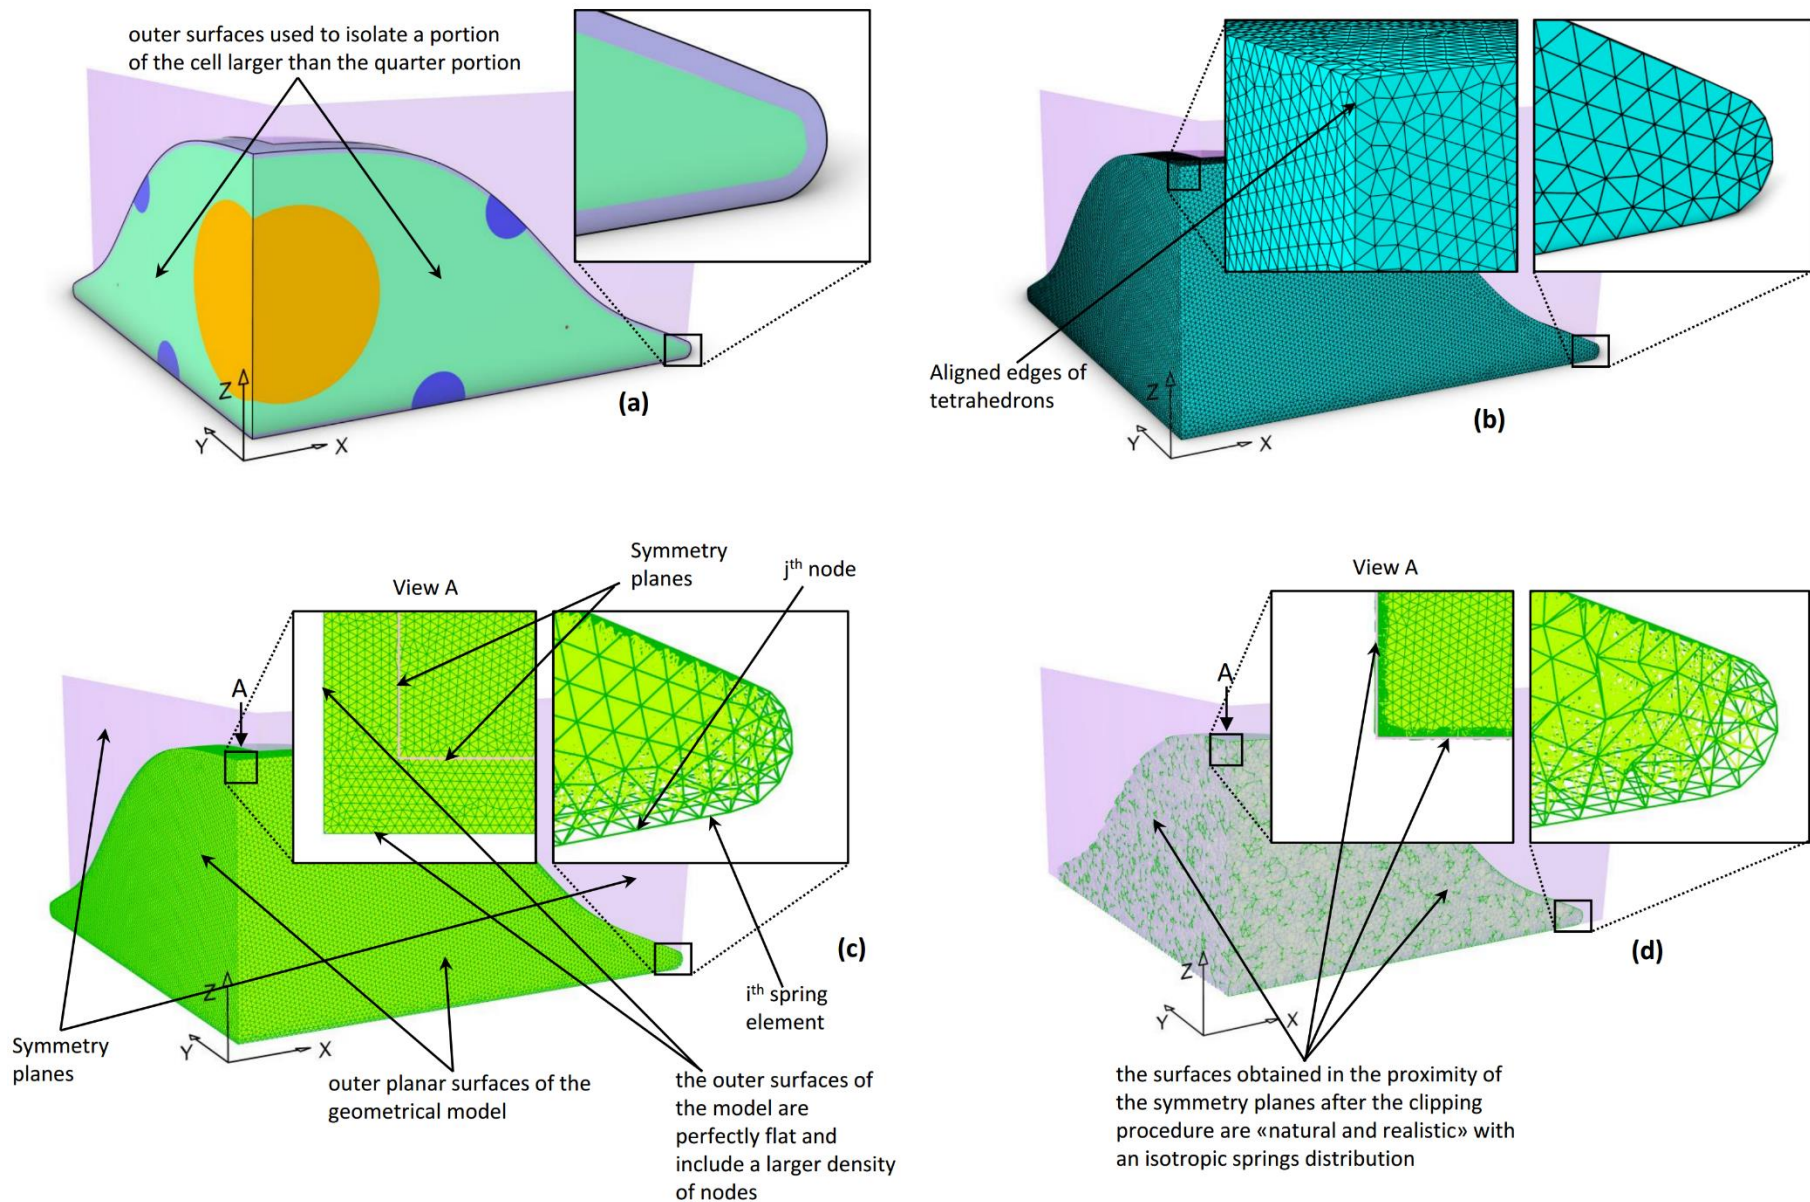 outer surfaces used to isolate a portion
of the cell larger than the quarter portion
Z
Y
X
(a)
Aligned edges of
tetrahedrons
Z
Y
X
(b)
View A
Symmetry
planes
jth node
A
Z
Y
X
(c)
Symmetry
planes
outer planar surfaces of the
geometrical model
ith spring
element
the outer surfaces of
the model are
perfectly flat and
include a larger density
of nodes
View A
A
Z
Y
X
(d)
the surfaces obtained in the proximity of
the symmetry planes after the clipping
procedure are «natural and realistic» with
an isotropic springs distribution